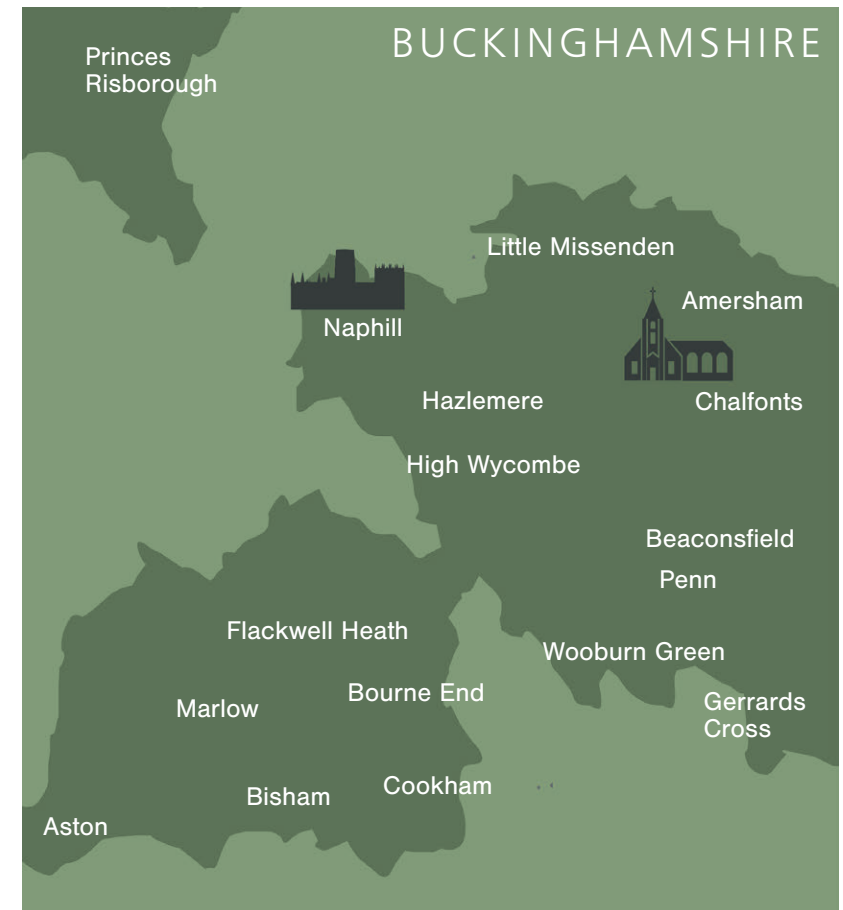 BUCKINGHAMSHIRE
Princes
Risborough
Little Missenden
Amersham
Naphill
Hazlemere
Chalfonts
High Wycombe
Beaconsfield
Penn
Flackwell Heath
Wooburn Green
Bourne End
Marlow
Gerrards
Cross
Cookham
Bisham
Aston